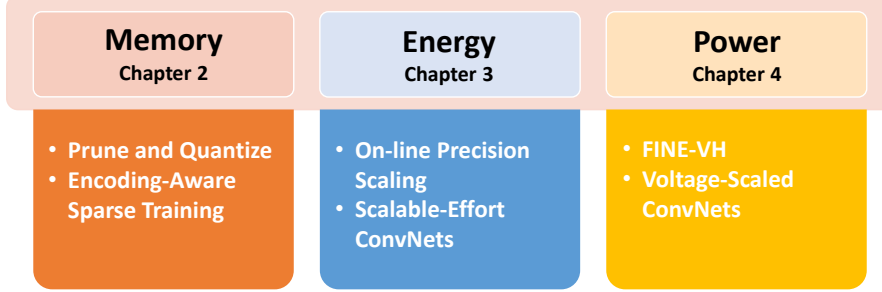 Memory
Chapter 2
Energy
Chapter 3
Power
Chapter 4
• Prune and Quantize
• Encoding-Aware
Sparse Training
• On-line Precision
Scaling
• Scalable-Effort
ConvNets
• FINE-VH
• Voltage-Scaled
ConvNets